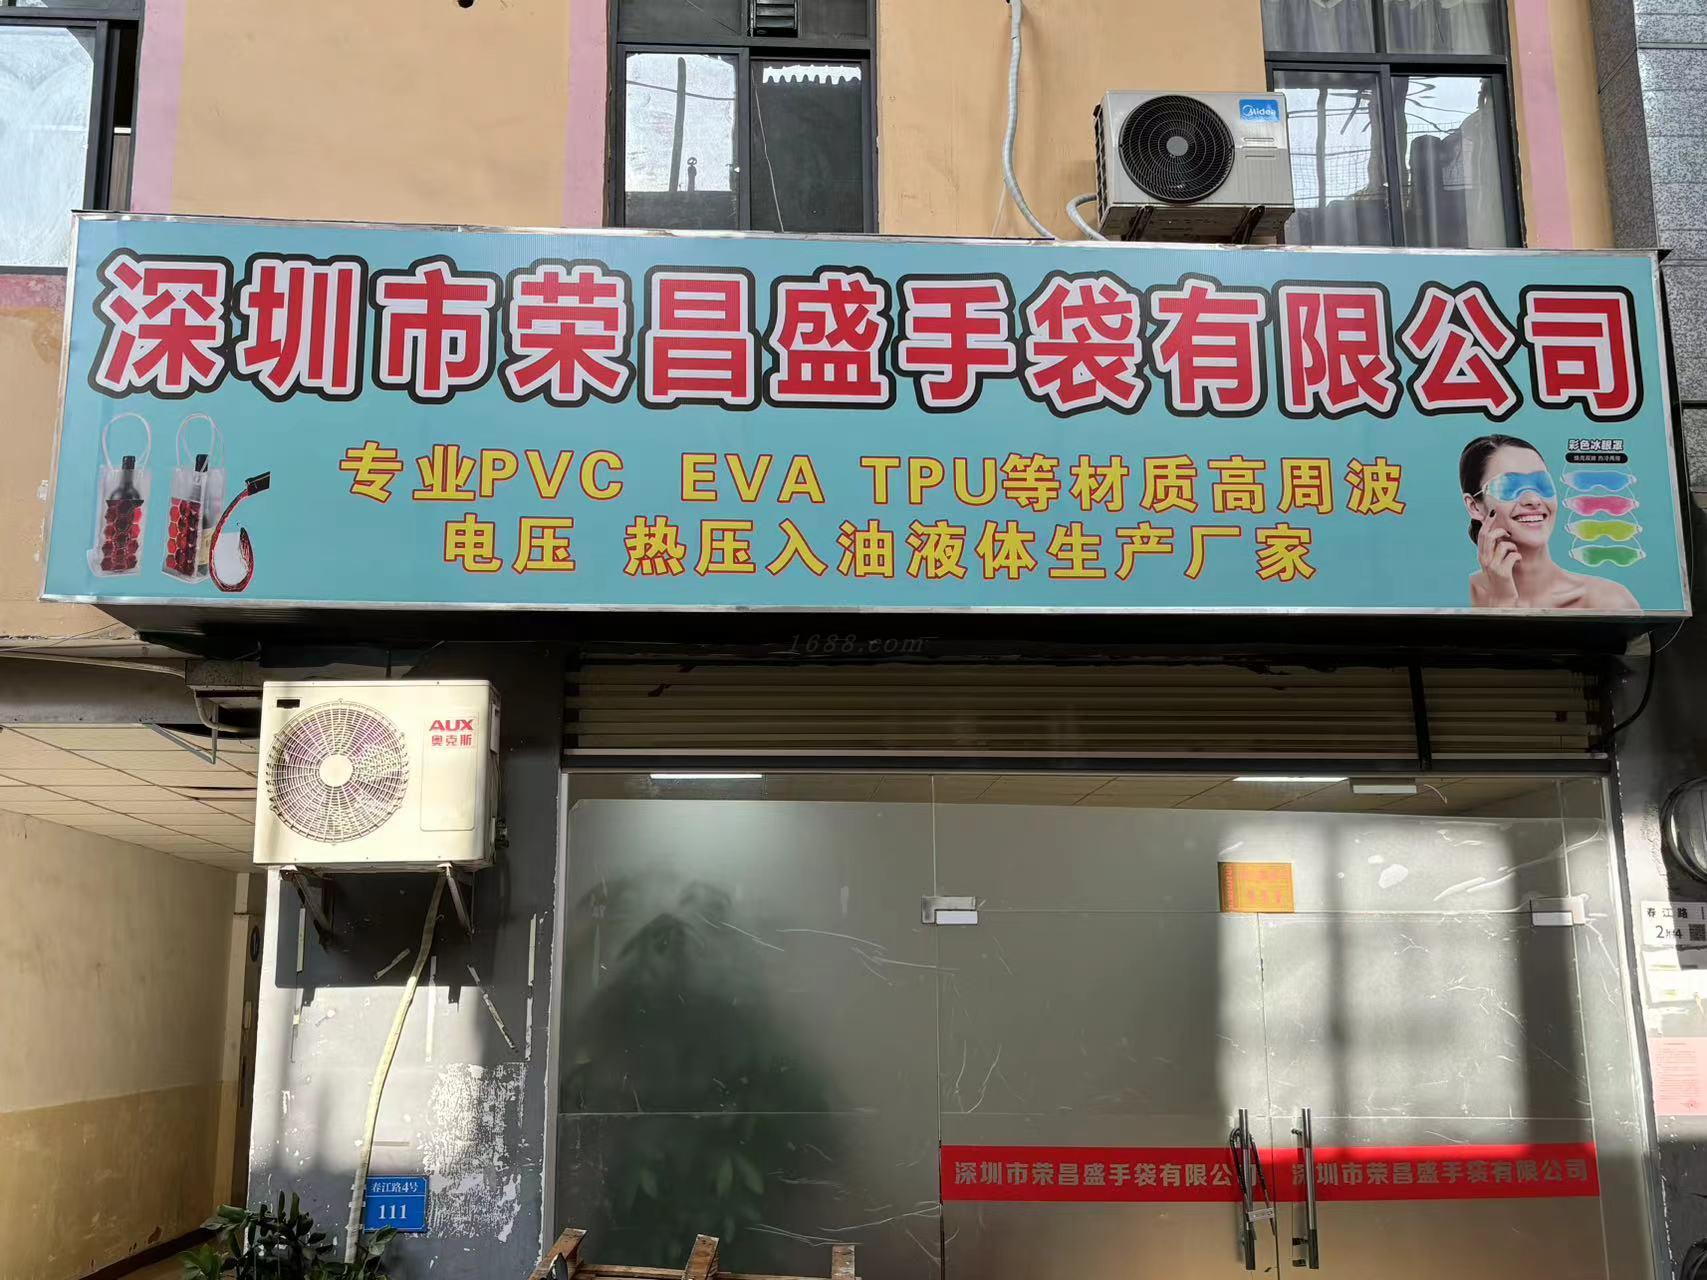 Midea
深圳市荣昌盛手袋有限公司
彩色冰眼罩
专业PVC EVA TPU等材质高周波
电压 热压入油液体生产厂家
1688.com
AUX
奥克斯
春江路
深圳市荣昌盛手袋有限公司 深圳市荣昌盛手袋有限公司
春江路4号
111